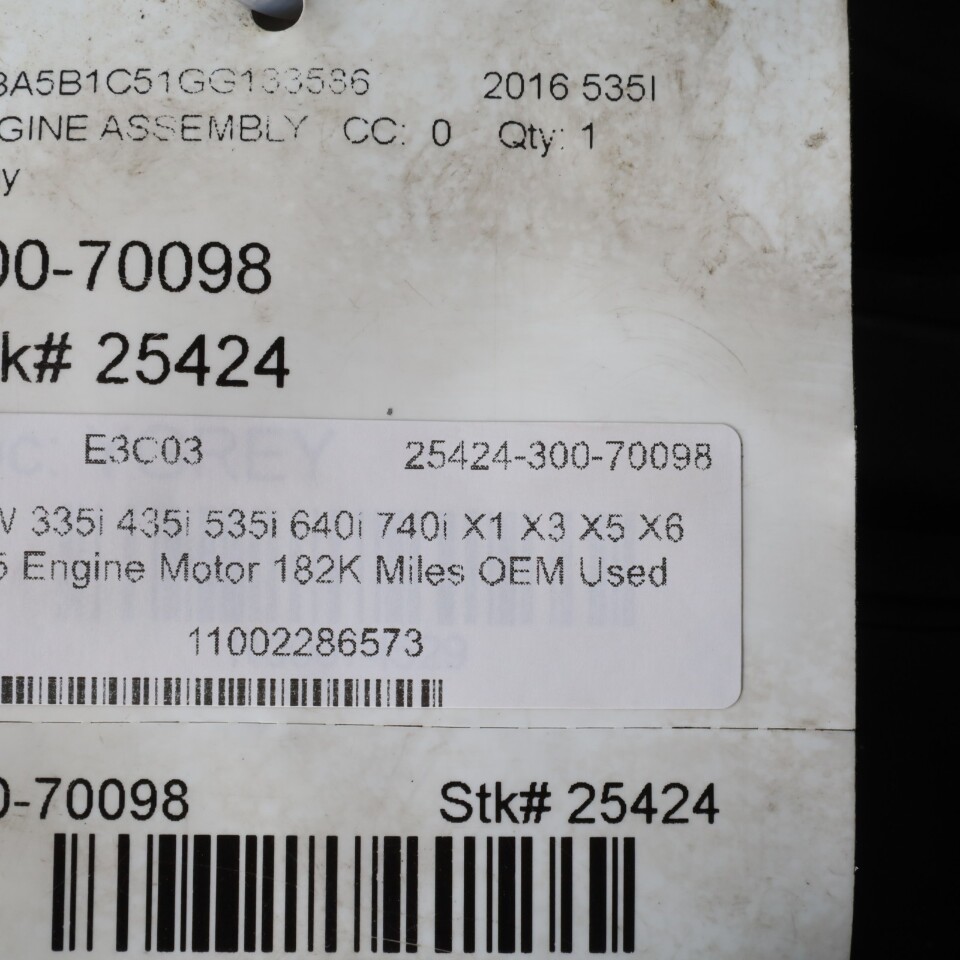 3A5B1C51GG133586 2016 535I
GINE ASSEMBLY CC: 0 Qty: 1
y
00-70098
k# 25424
E3C03 25424-300-70098
335i 435i 535i 640i 740i X1 X3 X5 X6
5 Engine Motor 182K Miles OEM Used
11002286573
0-70098 Stk# 25424